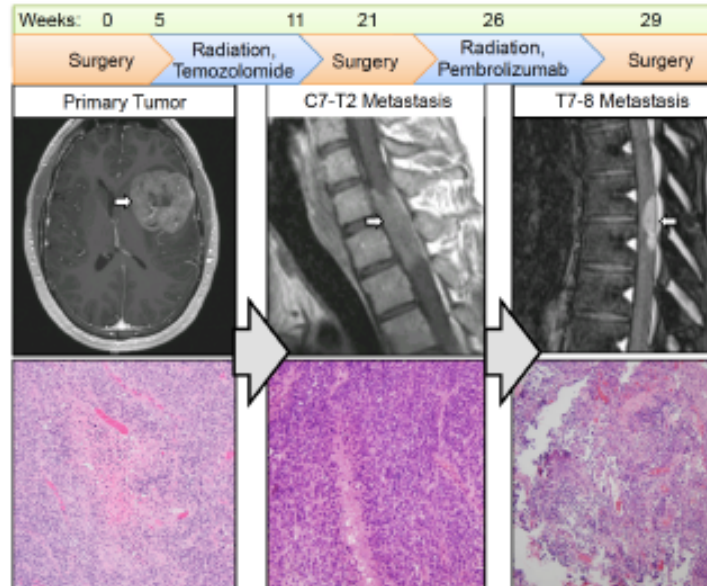 Weeks: 0 5 11 21 26 29
Surgery
Radiation,
Temozolomide
Surgery
Radiation,
Pembrolizumab
Surgery
Primary Tumor
C7-T2 Metastasis
T7-8 Metastasis